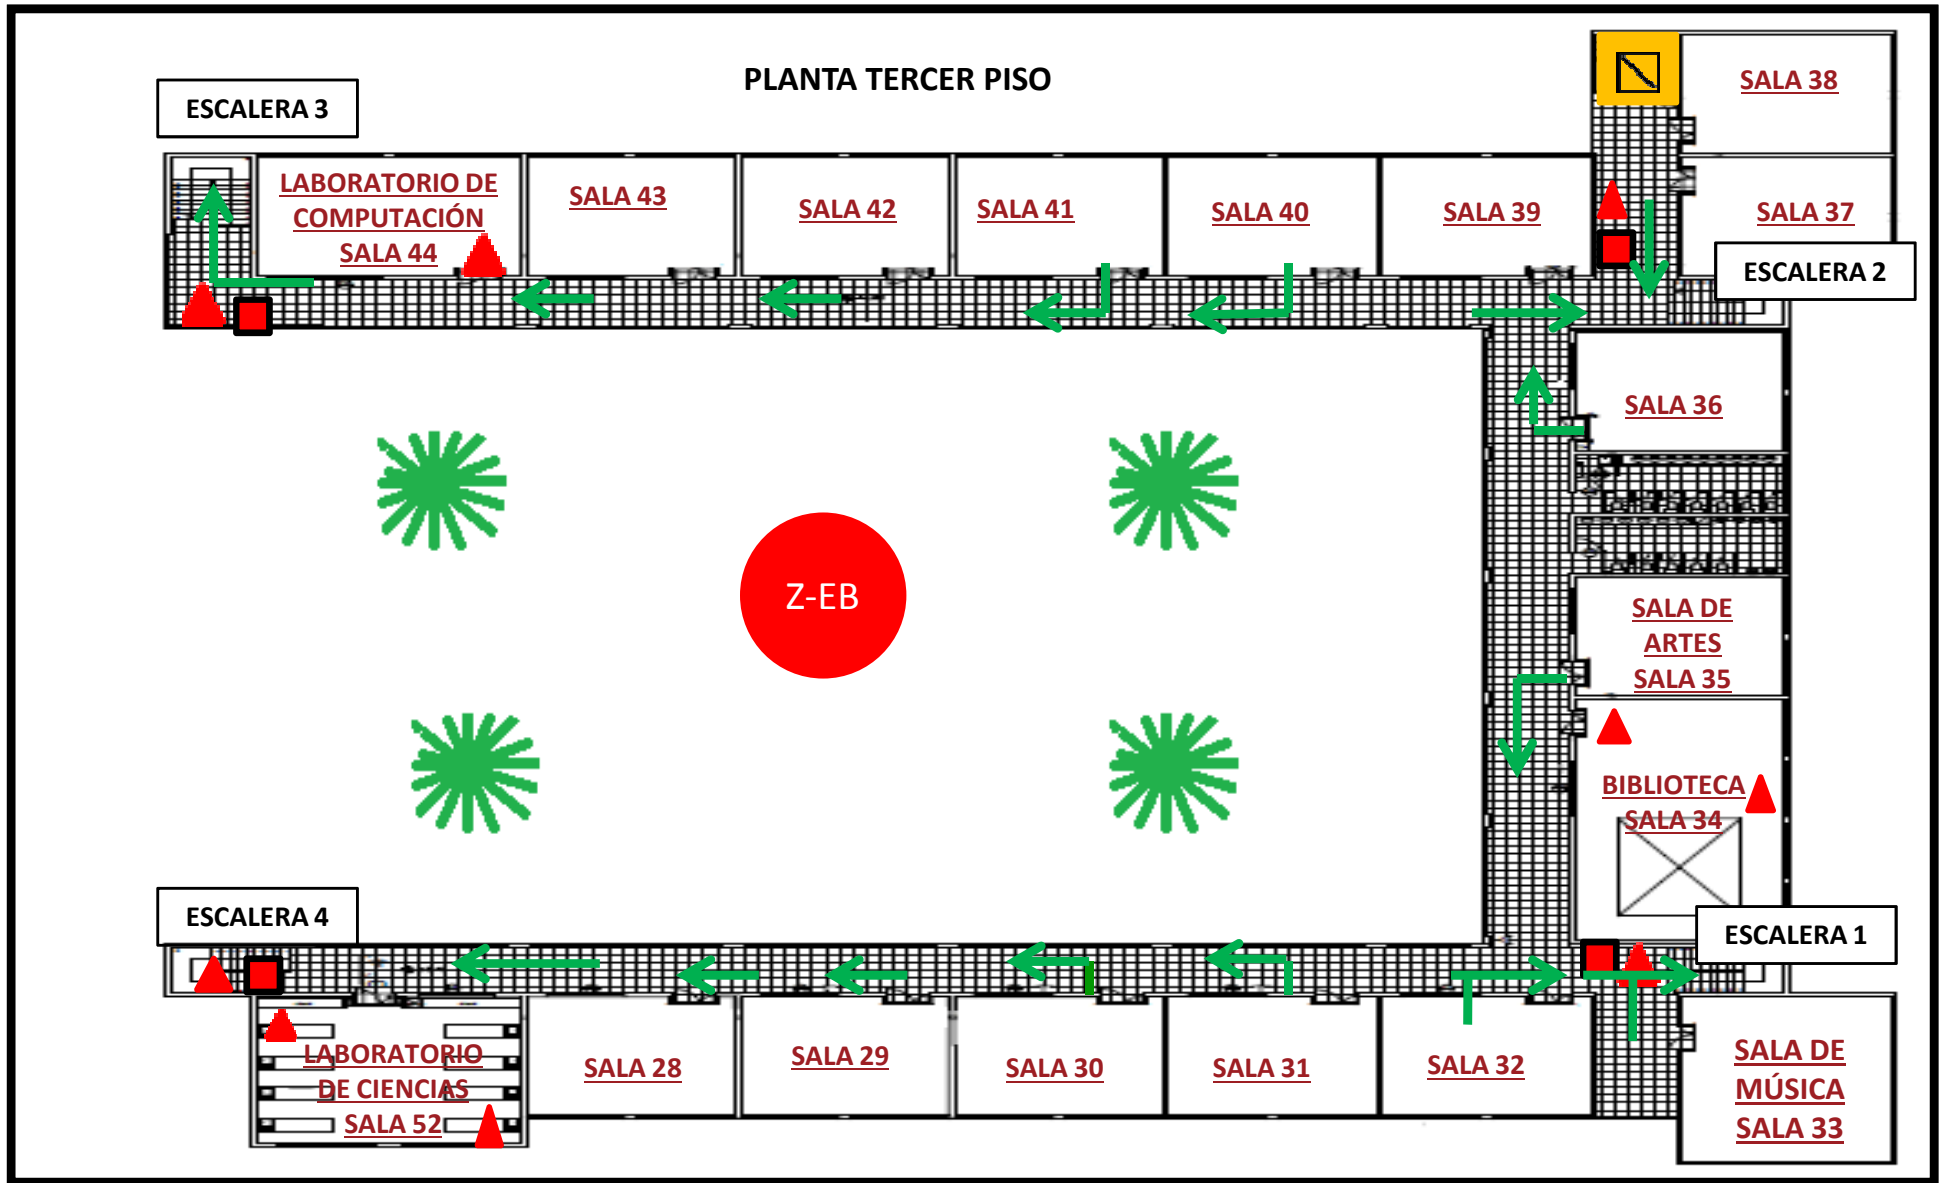 PLANTA TERCER PISO
ESCALERA 3
SALA 38
LABORATORIO DE
COMPUTACIÓN
SALA 44
SALA 43
SALA 42
SALA 41
SALA 40
SALA 39
SALA 37
ESCALERA 2
SALA 36
Z-EB
SALA DE
ARTES
SALA 35
BIBLIOTECA
SALA 34
ESCALERA 4
ESCALERA 1
LABORATORIO
DE CIENCIAS
SALA 52
SALA 28
SALA 29
SALA 30
SALA 31
SALA 32
SALA DE
MÚSICA
SALA 33